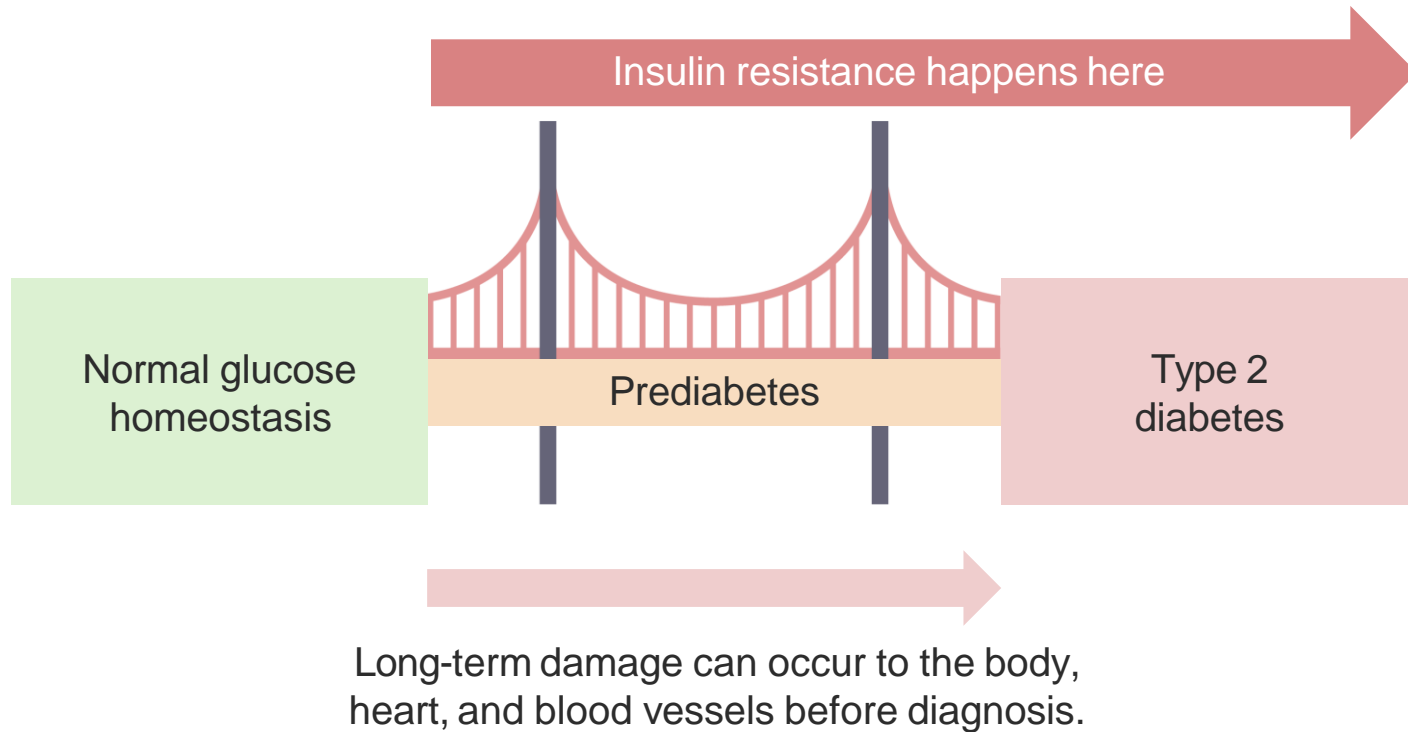 Insulin resistance happens here
Normal glucose
homeostasis
Prediabetes
Type 2
diabetes
Long-term damage can occur to the body,
heart, and blood vessels before diagnosis.